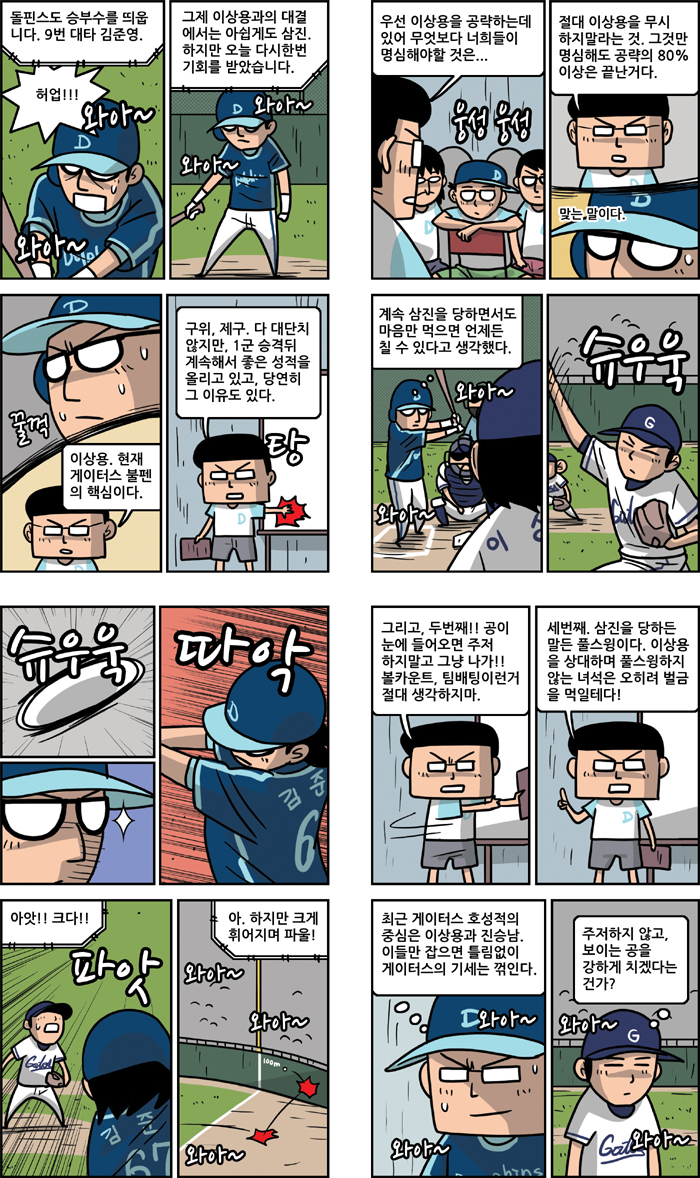 돌핀스도 승부수를 띄웁
니다. 9번 대타 김준영.
허업!!!
와아~
D
와아~
Dolphins
그제 이상용과의 대결
에서는 아쉽게도 삼진.
하지만 오늘 다시한번
기회를 받았습니다.
와아~
D
와아~
우선 이상용을 공략하는데
있어 무엇보다 너희들이
명심해야할 것은...
웅성 웅성
D
D
절대 이상용을 무시
하지말라는 것. 그것만
명심해도 공략의 80%
이상은 끝난거다.
D
D
맞는 말이다.
D
꿀꺽
이상용. 현재
게이터스 불펜
의 핵심이다.
구위, 제구. 다 대단치
않지만, 1군 승격뒤
계속해서 좋은 성적을
올리고 있고, 당연히
그 이유도 있다.
탕
D
계속 삼진을 당하면서도
마음만 먹으면 언제든
칠 수 있다고 생각했다.
와아~
D
와아~
이 상
슈우욱
G
슈우욱
따악
D
김 준
6
그리고, 두번째!! 공이
눈에 들어오면 주저
하지말고 그냥 나가!!
볼카운트, 팀배팅이런거
절대 생각하지마.
D
세번째. 삼진을 당하든
말든 풀스윙이다. 이상용
을 상대하며 풀스윙하지
않는 녀석은 오히려 벌금
을 먹일테다!
D
아앗!! 크다!!
파앗
Gators
김 준
67
아. 하지만 크게
휘어지며 파울!
와아~
와아~
100m
와아~
최근 게이터스 호성적의
중심은 이상용과 진승남.
이들만 잡으면 틀림없이
게이터스의 기세는 꺾인다.
D
와아~
와아~
Dolphins
주저하지 않고,
보이는 공을
강하게 치겠다는
건가?
와아~
G
Gators
와아~